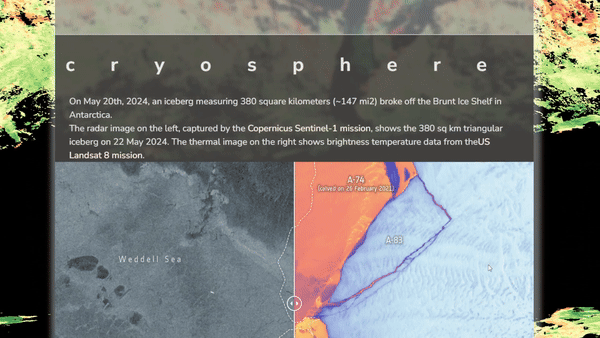 cryosphere
On May 20th, 2024, an iceberg measuring 380 square kilometers (~147 mi2) broke off the Brunt Ice Shelf in
Antarctica.
The radar image on the left, captured by the Copernicus Sentinel-1 mission, shows the 380 sq km triangular
iceberg on 22 May 2024. The thermal image on the right shows brightness temperature data from theUS
Landsat 8 mission.
A-74
(calved on 26 February 2021)
A-83
Weddell Sea